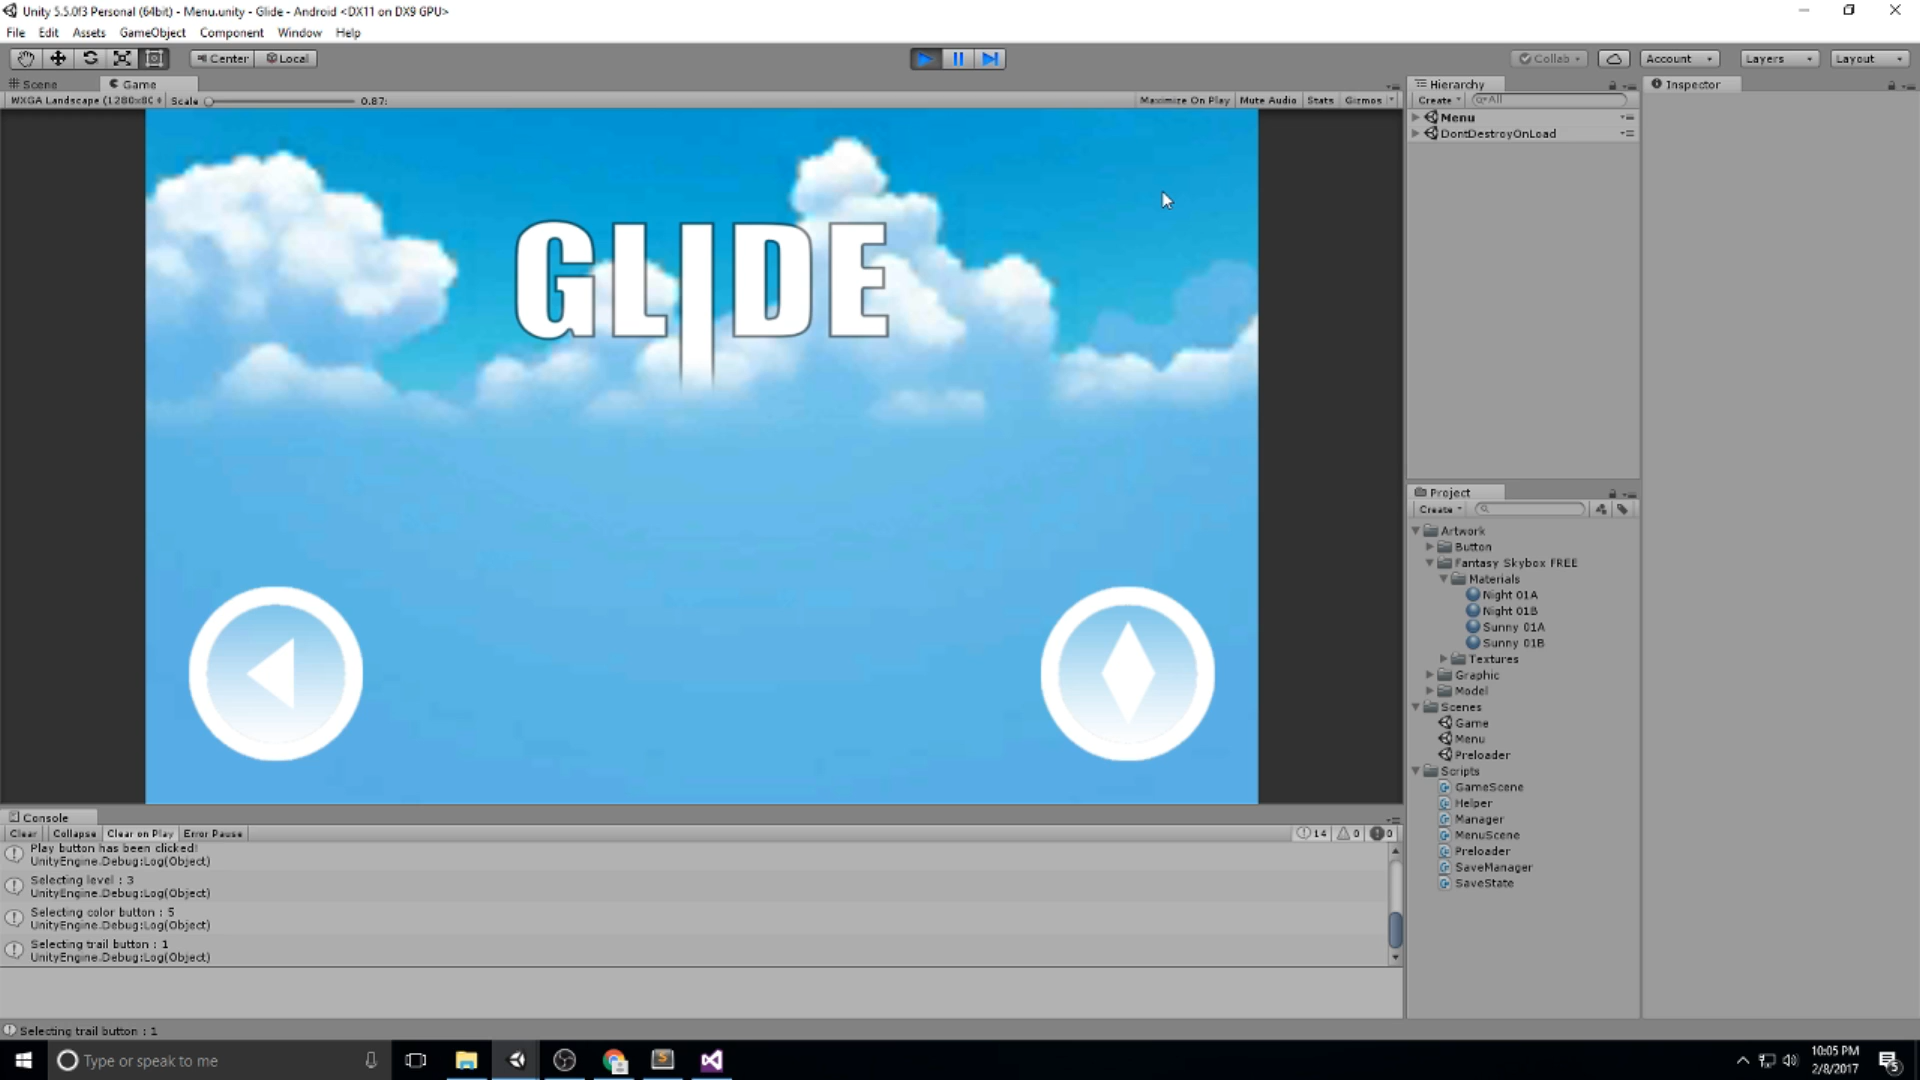 Unity 5.5.0f3 Personal (64bit) - Menu.unity - Glide - Android <DX11 on DX9 GPU>
File Edit Assets GameObject Component Window Help
Center Local
Collab Account Layers Layout
Scene Game
WXGA Landscape (1280x80 Scale 0.87: Maximize On Play Mute Audio Stats Gizmos
GLIDE
Hierarchy
Create All
Menu
DontDestroyOnLoad
Inspector
Project
Create
Artwork
Button
Fantasy Skybox FREE
Materials
Night 01A
Night 01B
Sunny 01A
Sunny 01B
Textures
Graphic
Model
Scenes
Game
Menu
Preloader
Scripts
GameScene
Helper
Manager
MenuScene
Preloader
SaveManager
SaveState
Console
Clear Collapse Clear on Play Error Pause 14 0 0
Play button has been clicked!
UnityEngine.Debug:Log(Object)
Selecting level : 3
UnityEngine.Debug:Log(Object)
Selecting color button : 5
UnityEngine.Debug:Log(Object)
Selecting trail button : 1
UnityEngine.Debug:Log(Object)
Selecting trail button : 1
Type or speak to me
10:05 PM
2/8/2017
5